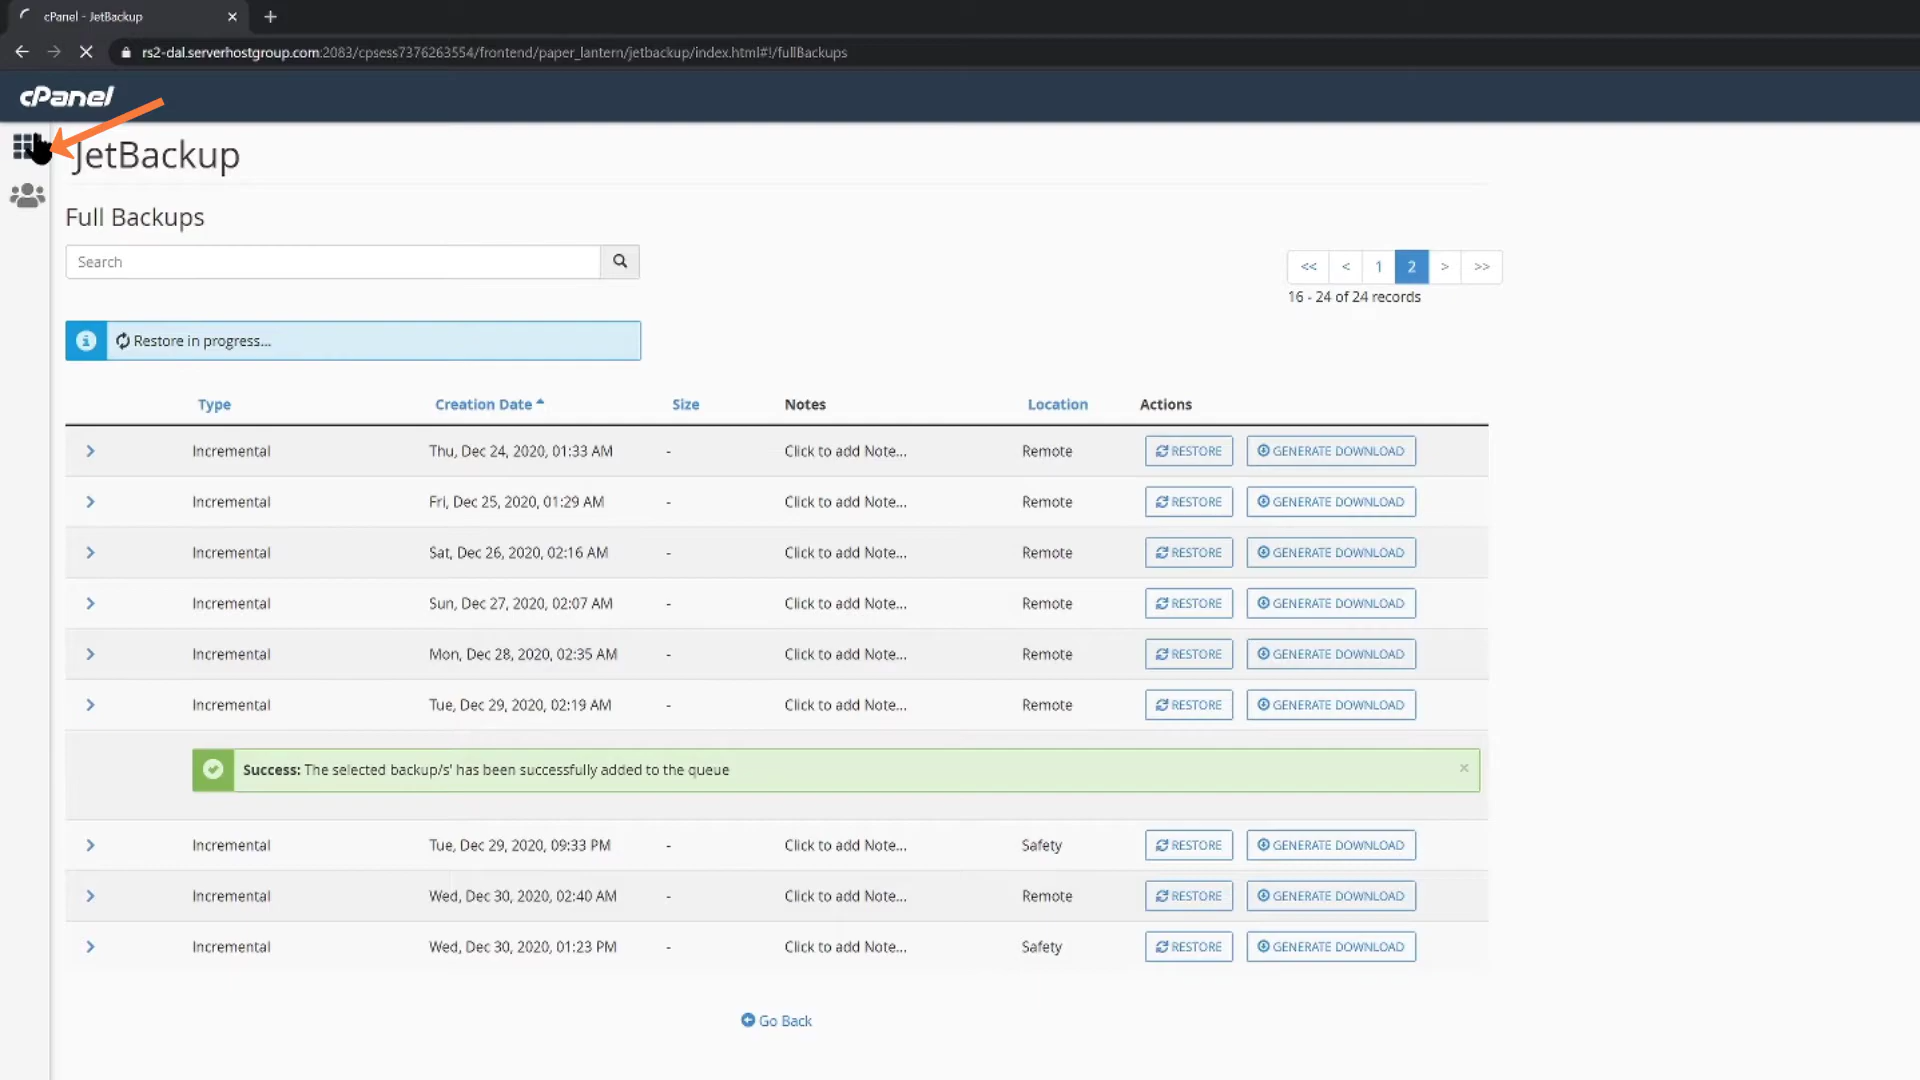 cPanel - JetBackup
rs2-dal.serverhostgroup.com:2083/cpsess7376263554/frontend/paper_lantern/jetbackup/index.html#!/fullBackups
cPanel
JetBackup
Full Backups
Search
<< < 1 2 > >>
16 - 24 of 24 records
Restore in progress...
Type Creation Date Size Notes Location Actions
Incremental Thu, Dec 24, 2020, 01:33 AM - Click to add Note... Remote RESTORE GENERATE DOWNLOAD
Incremental Fri, Dec 25, 2020, 01:29 AM - Click to add Note... Remote RESTORE GENERATE DOWNLOAD
Incremental Sat, Dec 26, 2020, 02:16 AM - Click to add Note... Remote RESTORE GENERATE DOWNLOAD
Incremental Sun, Dec 27, 2020, 02:07 AM - Click to add Note... Remote RESTORE GENERATE DOWNLOAD
Incremental Mon, Dec 28, 2020, 02:35 AM - Click to add Note... Remote RESTORE GENERATE DOWNLOAD
Incremental Tue, Dec 29, 2020, 02:19 AM - Click to add Note... Remote RESTORE GENERATE DOWNLOAD
Success: The selected backup/s' has been successfully added to the queue ×
Incremental Tue, Dec 29, 2020, 09:33 PM - Click to add Note... Safety RESTORE GENERATE DOWNLOAD
Incremental Wed, Dec 30, 2020, 02:40 AM - Click to add Note... Remote RESTORE GENERATE DOWNLOAD
Incremental Wed, Dec 30, 2020, 01:23 PM - Click to add Note... Safety RESTORE GENERATE DOWNLOAD
Go Back